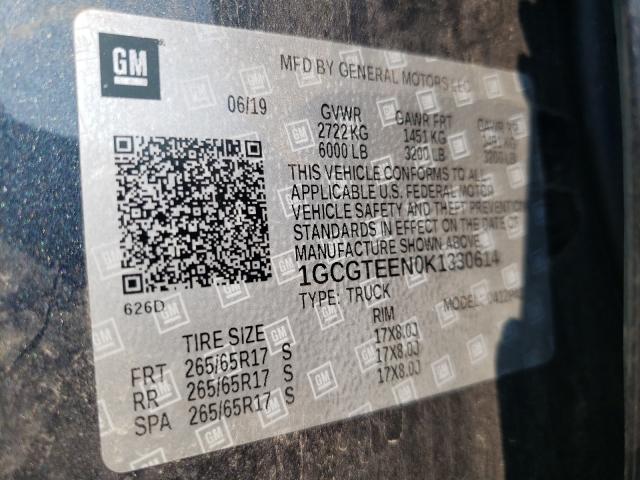 GM
MFD BY GENERAL MOTORS LLC
06/19
GVWR GAWR FRT GAWR RR
2722 KG 1451 KG
6000 LB 3200 LB
THIS VEHICLE CONFORMS TO ALL
APPLICABLE U.S. FEDERAL MOTOR
VEHICLE SAFETY AND THEFT PREVENTION
STANDARDS IN EFFECT ON THE DATE OF
MANUFACTURE SHOWN ABOVE.
1GCGTEEN0K1330614
626D
TYPE: TRUCK MODEL:
TIRE SIZE RIM
FRT 265/65R17 S 17X8.0J
RR 265/65R17 S 17X8.0J
SPA 265/65R17 S 17X8.0J